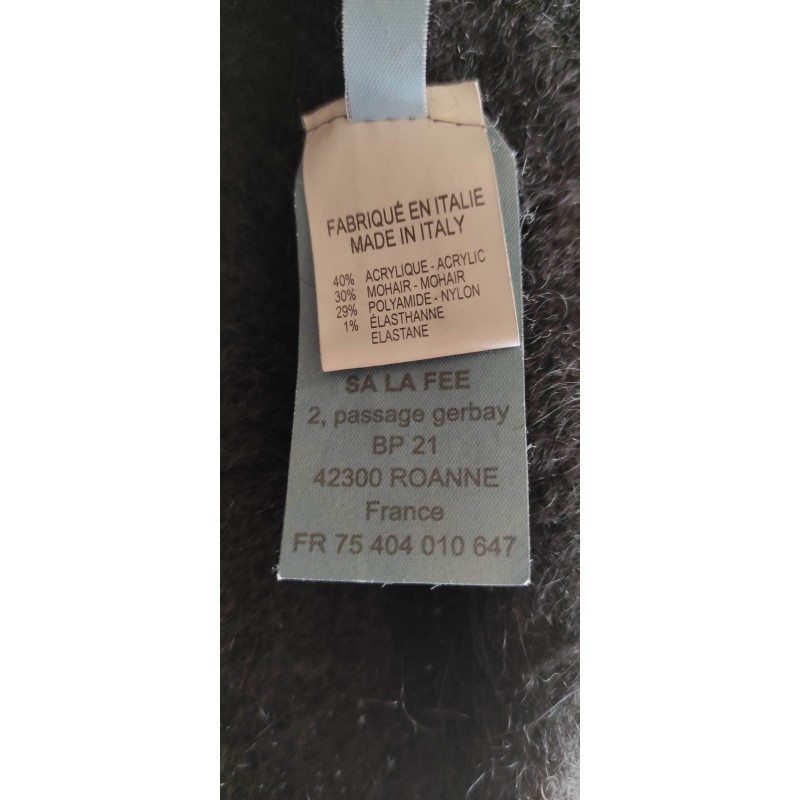 FABRIQUÉ EN ITALIE
MADE IN ITALY
40% ACRYLIQUE - ACRYLIC
30% MOHAIR - MOHAIR
29% POLYAMIDE - NYLON
1% ÉLASTHANNE
ELASTANE
SA LA FEE
2, passage gerbay
BP 21
42300 ROANNE
France
FR 75 404 010 647